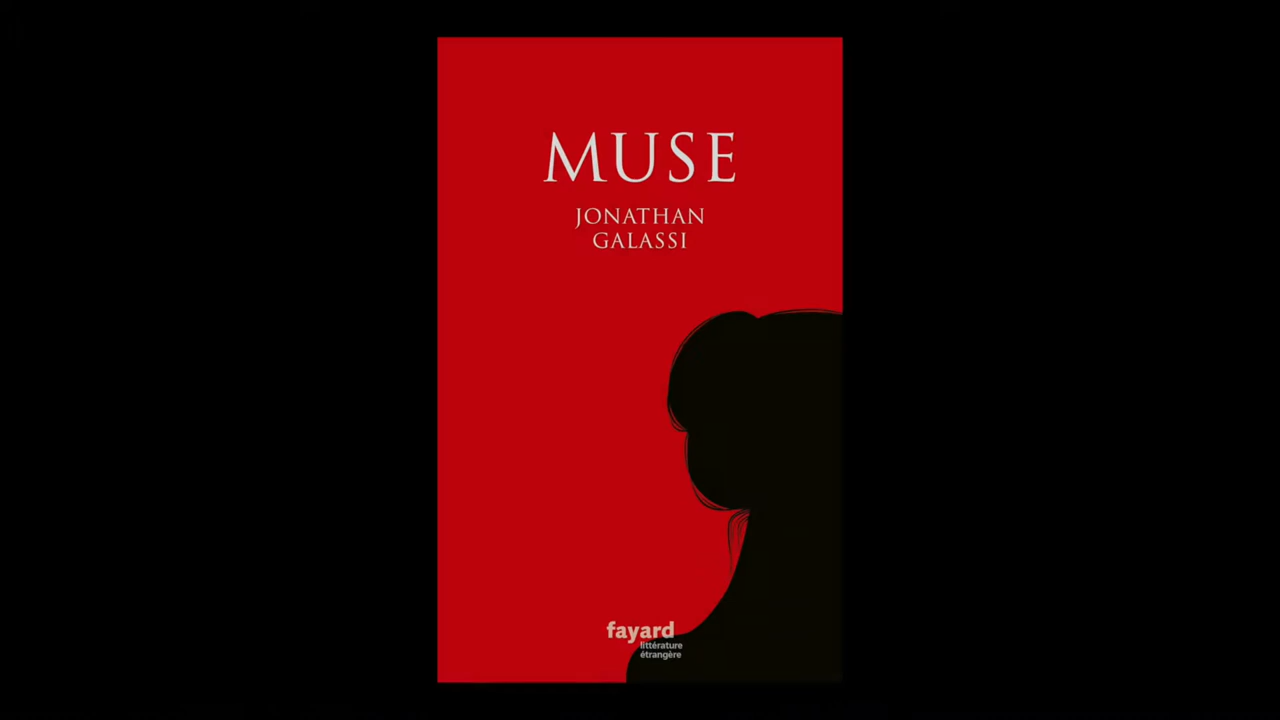 MUSE
JONATHAN
GALASSI
fayard
littérature
étrangère